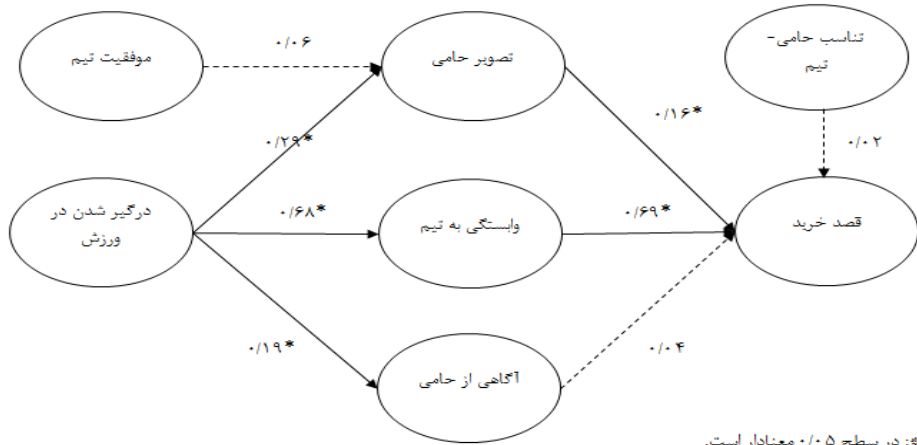 موفقیت تیم
۰/۰۶
تصویر حامی
تناسب حامی-
تیم
۰/۲۹*
۰/۱۶*
۰/۰۲
درگیر شدن در
ورزش
۰/۶۸*
وابستگی به تیم
۰/۶۹*
قصد خرید
۰/۱۹*
آگاهی از حامی
۰/۰۴
*: در سطح ۰/۰۵ معنادار است.